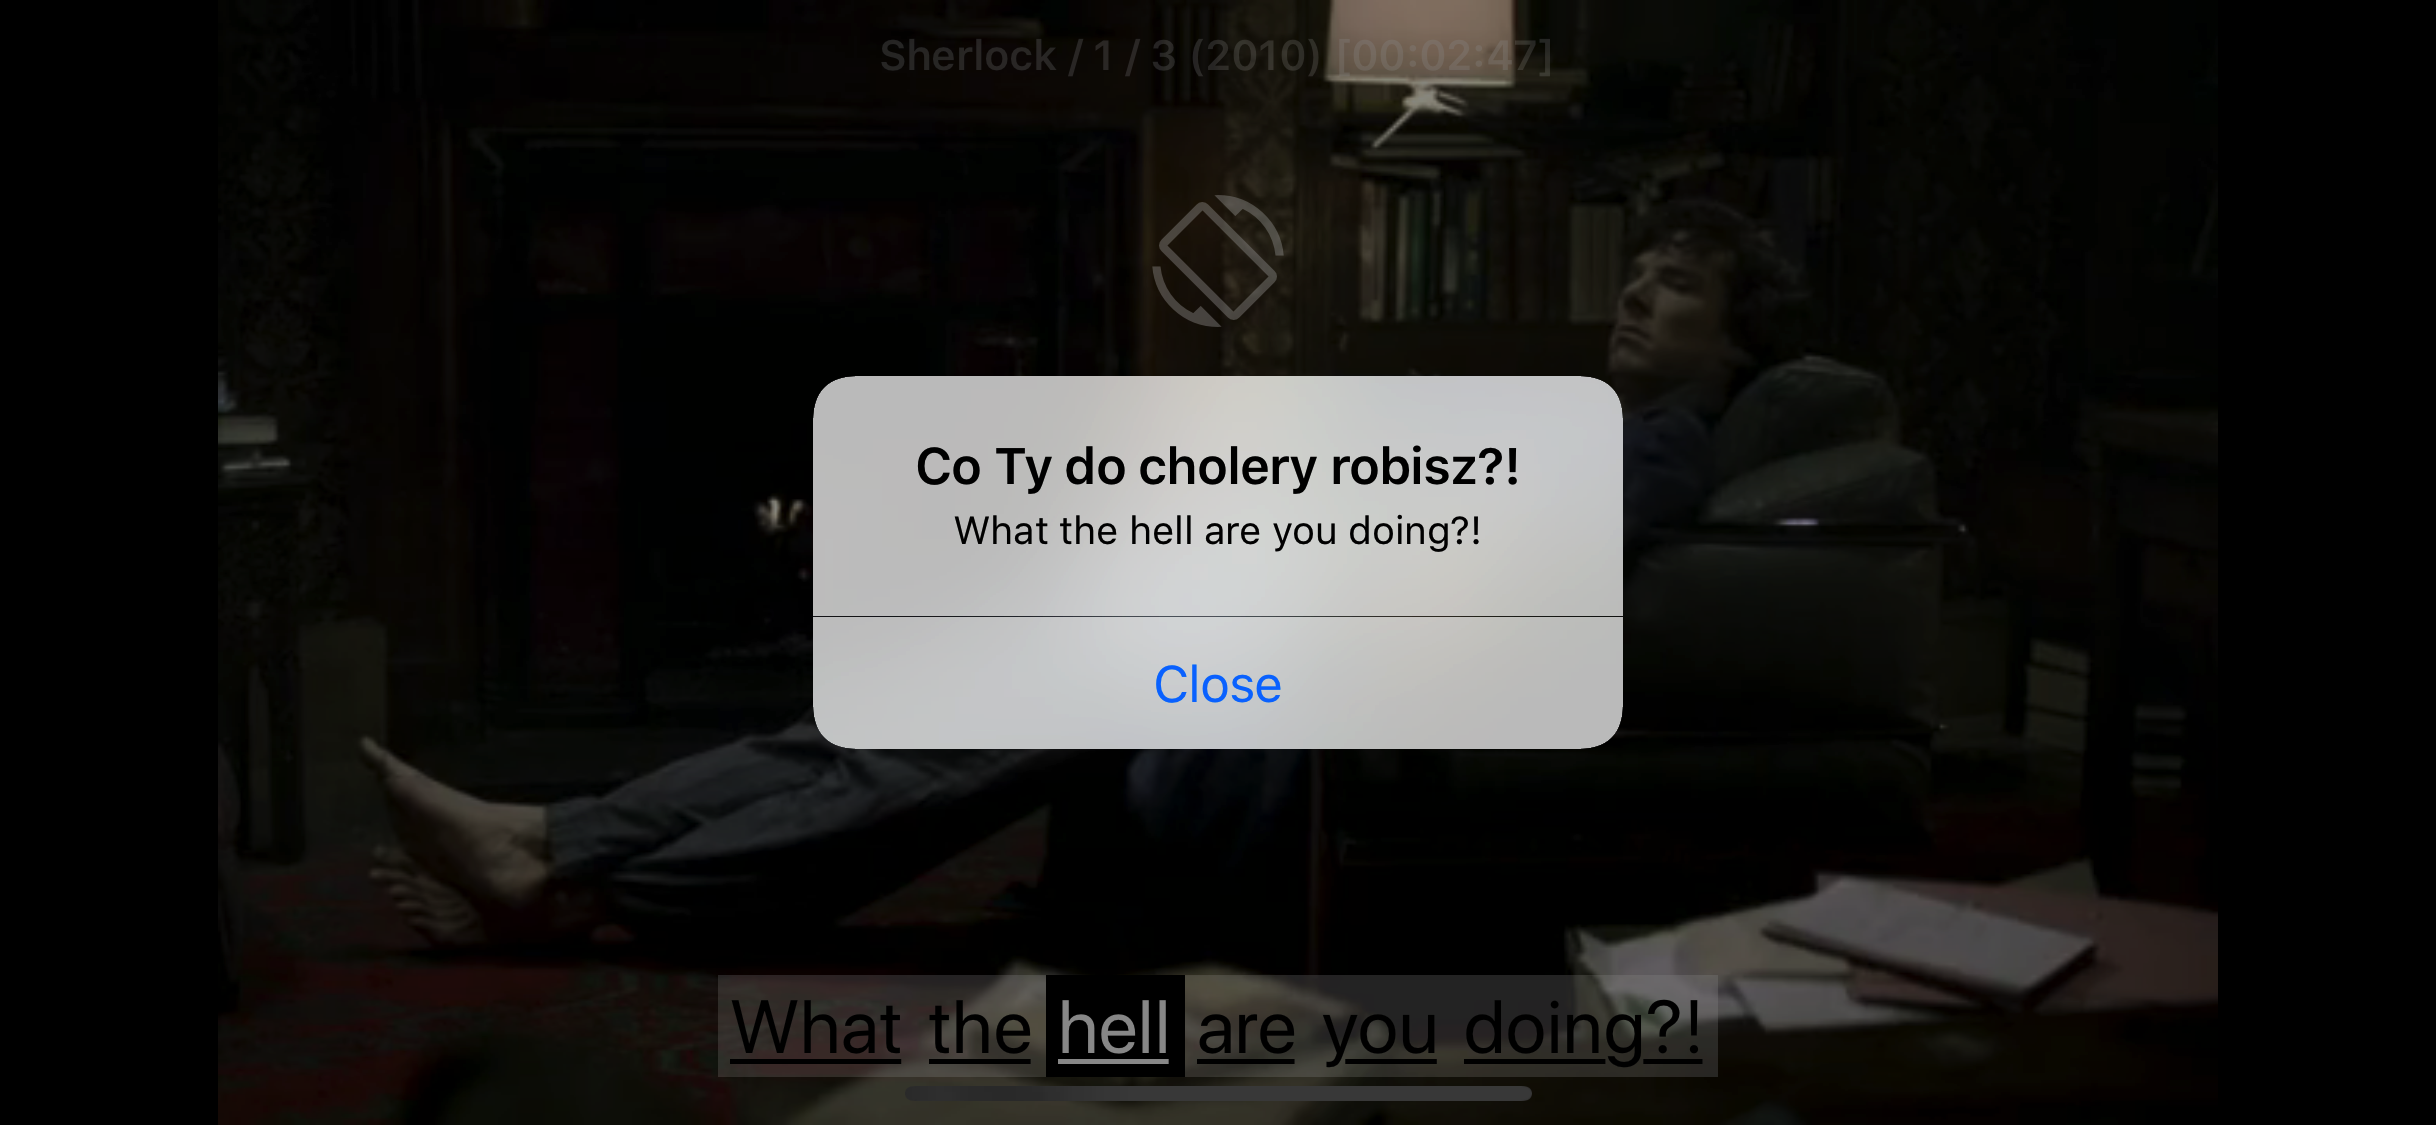 Sherlock / 1 / 3 (2010) [00:02:47]
Co Ty do cholery robisz?!
What the hell are you doing?!
Close
What the hell are you doing?!